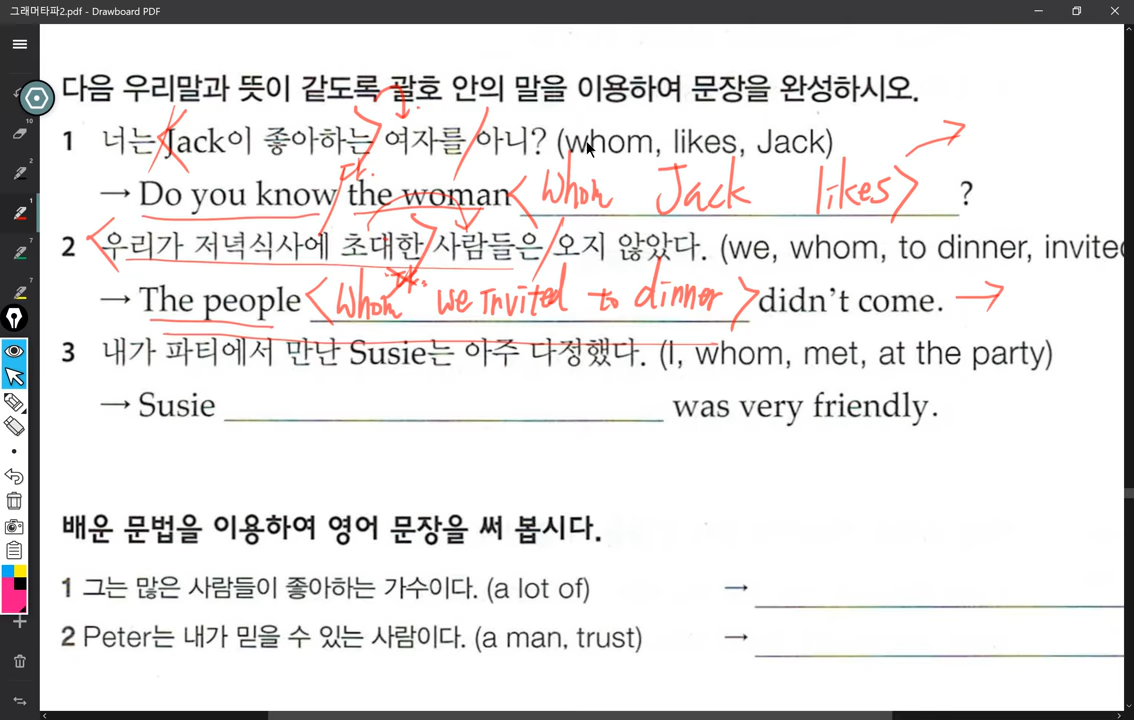 그래머타파2.pdf - Drawboard PDF
다음 우리말과 뜻이 같도록 괄호 안의 말을 이용하여 문장을 완성하시오.
1 너는 Jack이 좋아하는 여자를 아니? (whom, likes, Jack)
→ Do you know the woman < whom Jack likes > ?
2 우리가 저녁식사에 초대한 사람들은 오지 않았다. (we, whom, to dinner, invited
→ The people < whom we invited to dinner > didn't come.
3 내가 파티에서 만난 Susie는 아주 다정했다. (I, whom, met, at the party)
→ Susie was very friendly.
배운 문법을 이용하여 영어 문장을 써 봅시다.
1 그는 많은 사람들이 좋아하는 가수이다. (a lot of) →
2 Peter는 내가 믿을 수 있는 사람이다. (a man, trust) →